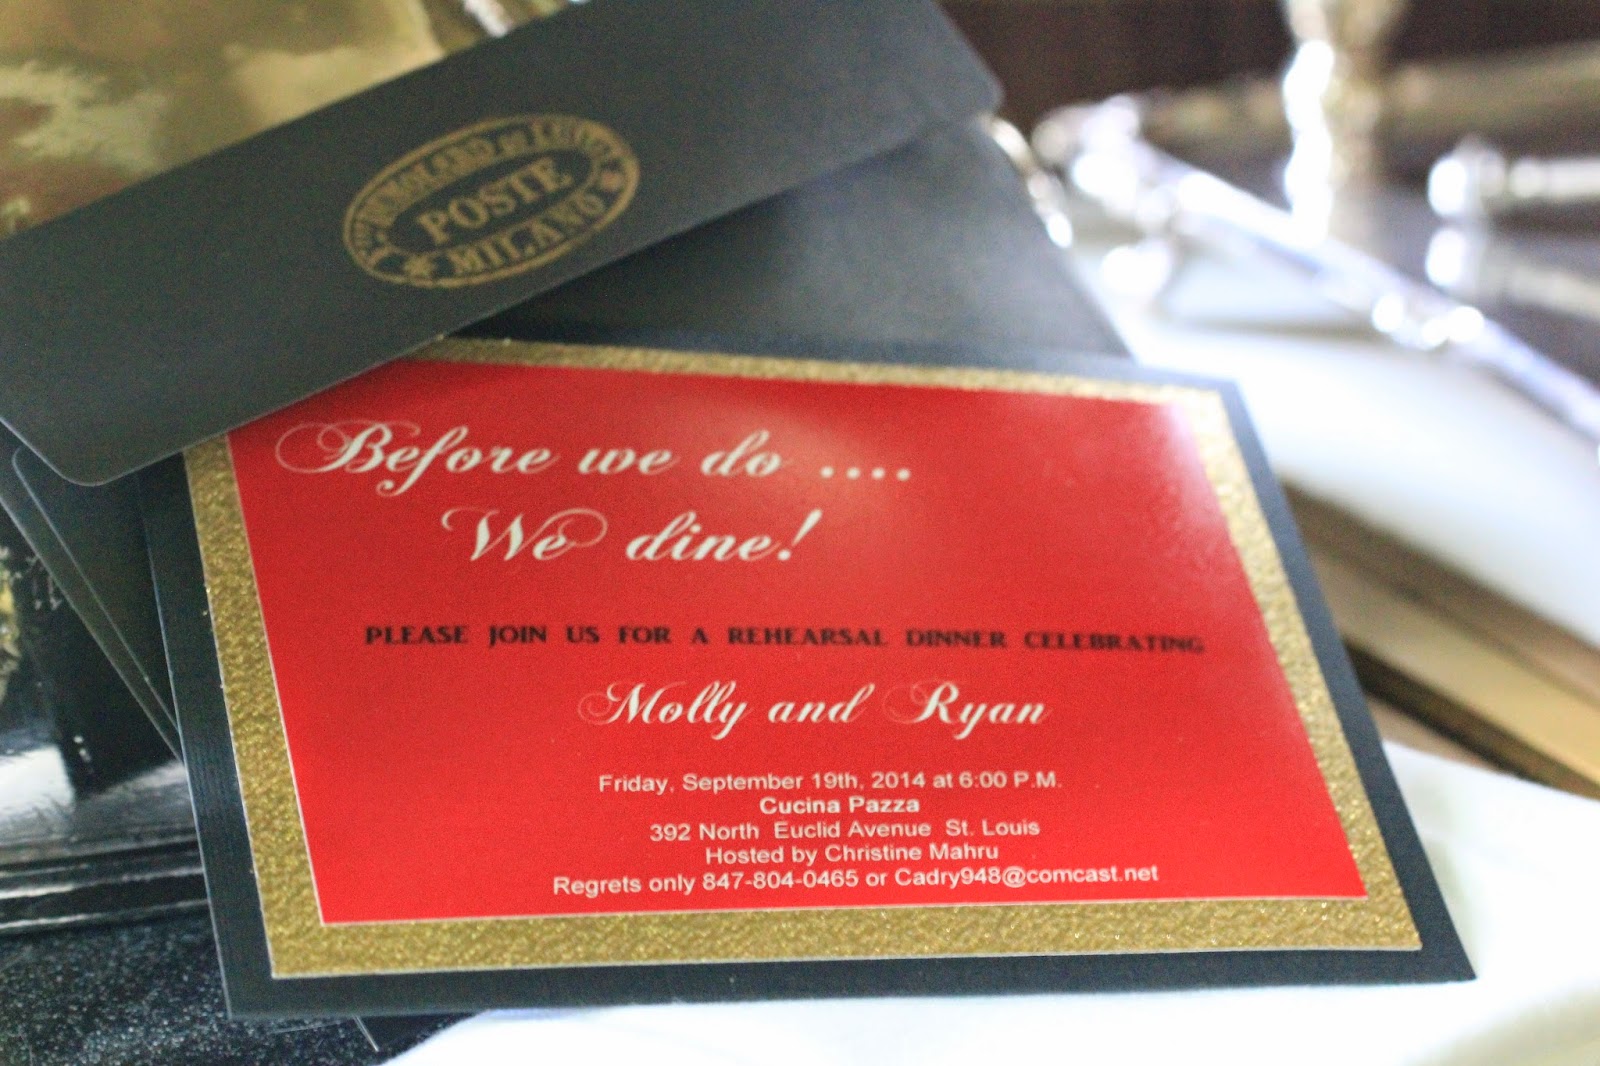 POSTE
MILANO
Before we do ....
We dine!
PLEASE JOIN US FOR A REHEARSAL DINNER CELEBRATING
Molly and Ryan
Friday, September 19th, 2014 at 6:00 P.M.
Cucina Pazza
392 North Euclid Avenue St. Louis
Hosted by Christine Mahru
Regrets only 847-804-0465 or Cadry948@comcast.net